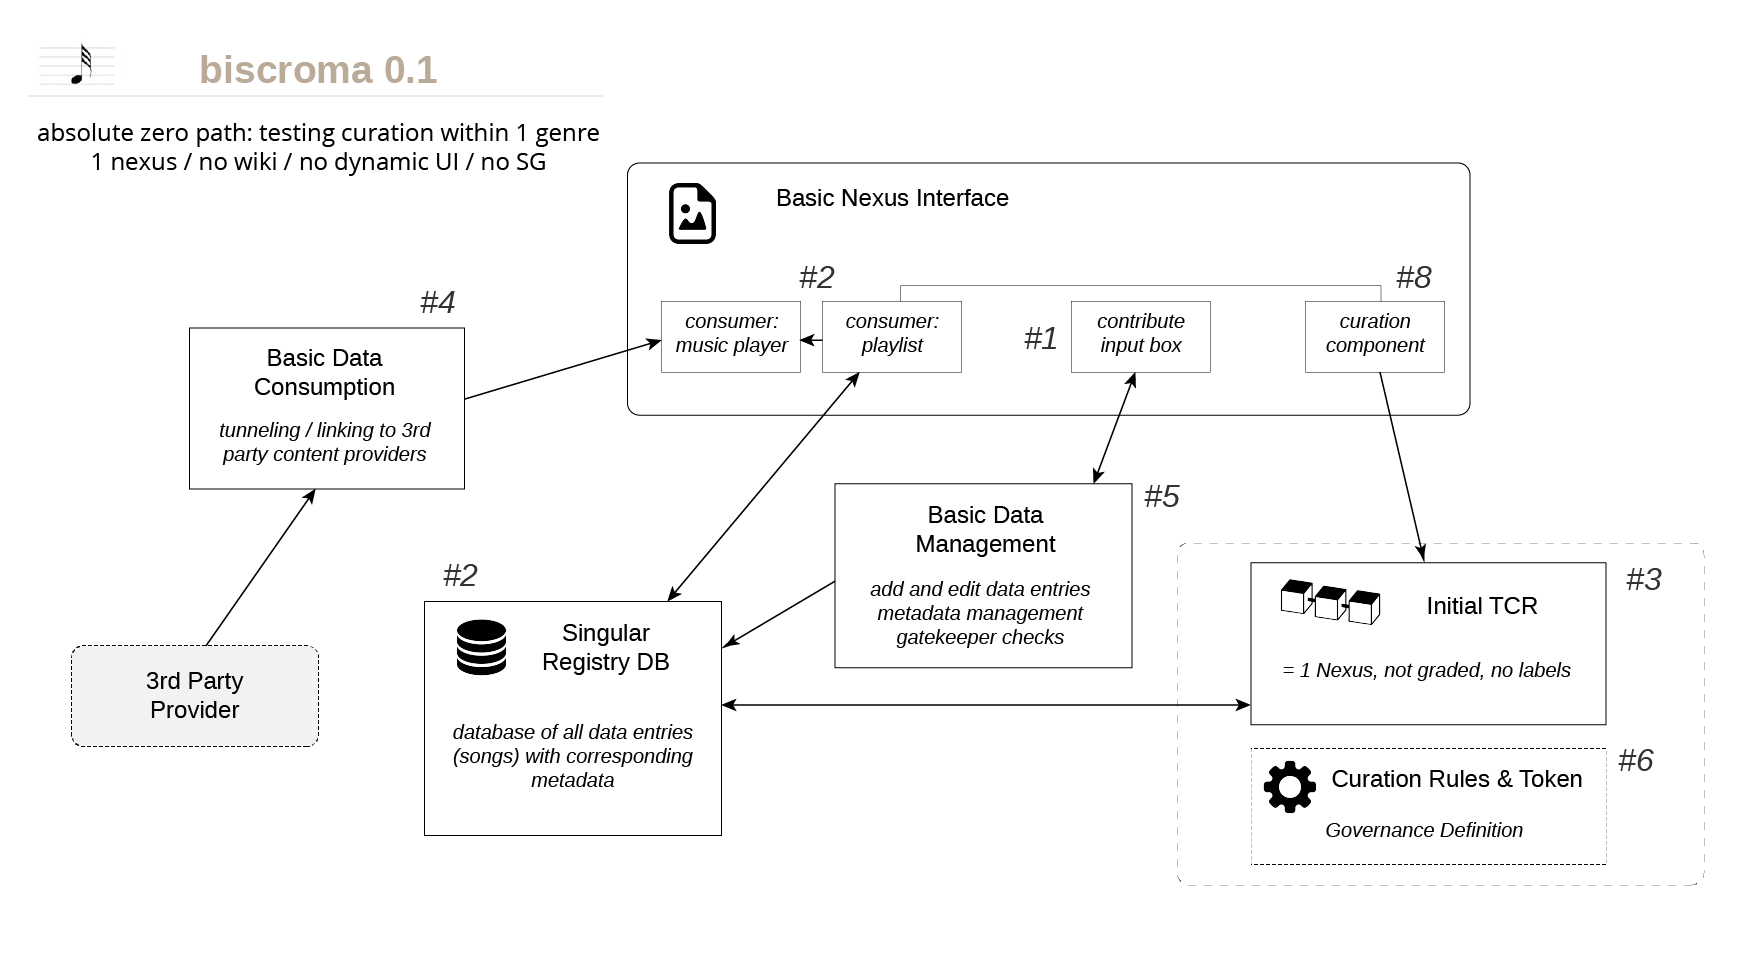 biscroma 0.1
absolute zero path: testing curation within 1 genre
1 nexus / no wiki / no dynamic UI / no SG
Basic Nexus Interface
#2
#8
consumer:
music player
consumer:
playlist
#1
contribute
input box
curation
component
#4
Basic Data
Consumption
tunneling / linking to 3rd
party content providers
3rd Party
Provider
#2
Singular
Registry DB
database of all data entries
(songs) with corresponding
metadata
#5
Basic Data
Management
add and edit data entries
metadata management
gatekeeper checks
#3
Initial TCR
= 1 Nexus, not graded, no labels
#6
Curation Rules & Token
Governance Definition